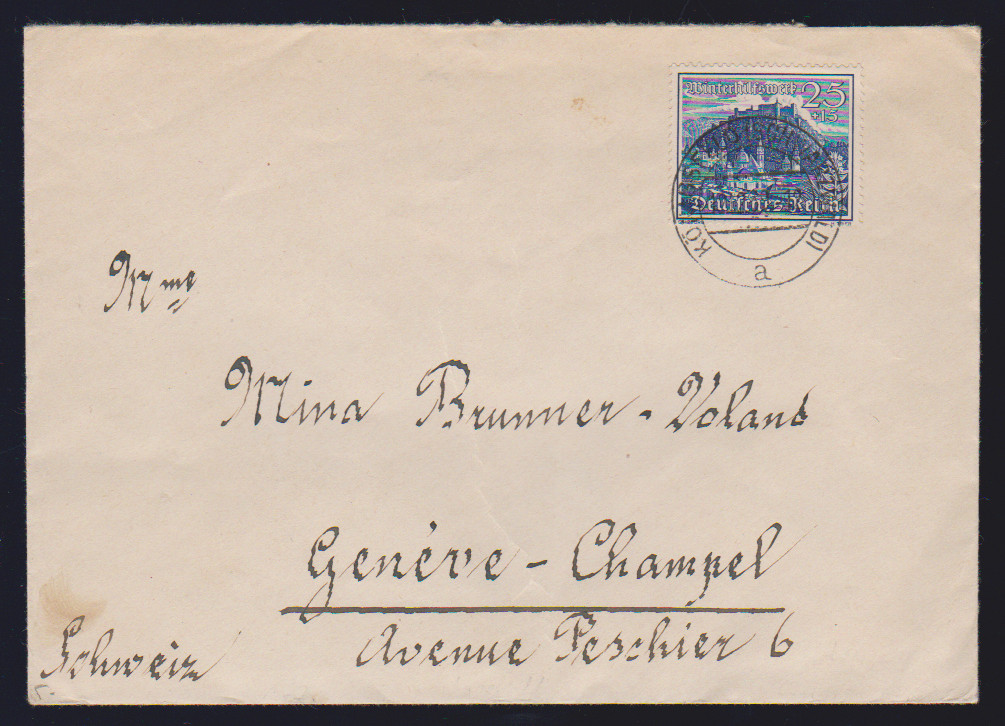 Winterhilfswerk 25
+15
Deutsches Reich
a
Mme
Mina Brunner-Voland
Genève-Champel
Avenue Peschier 6
Schweiz